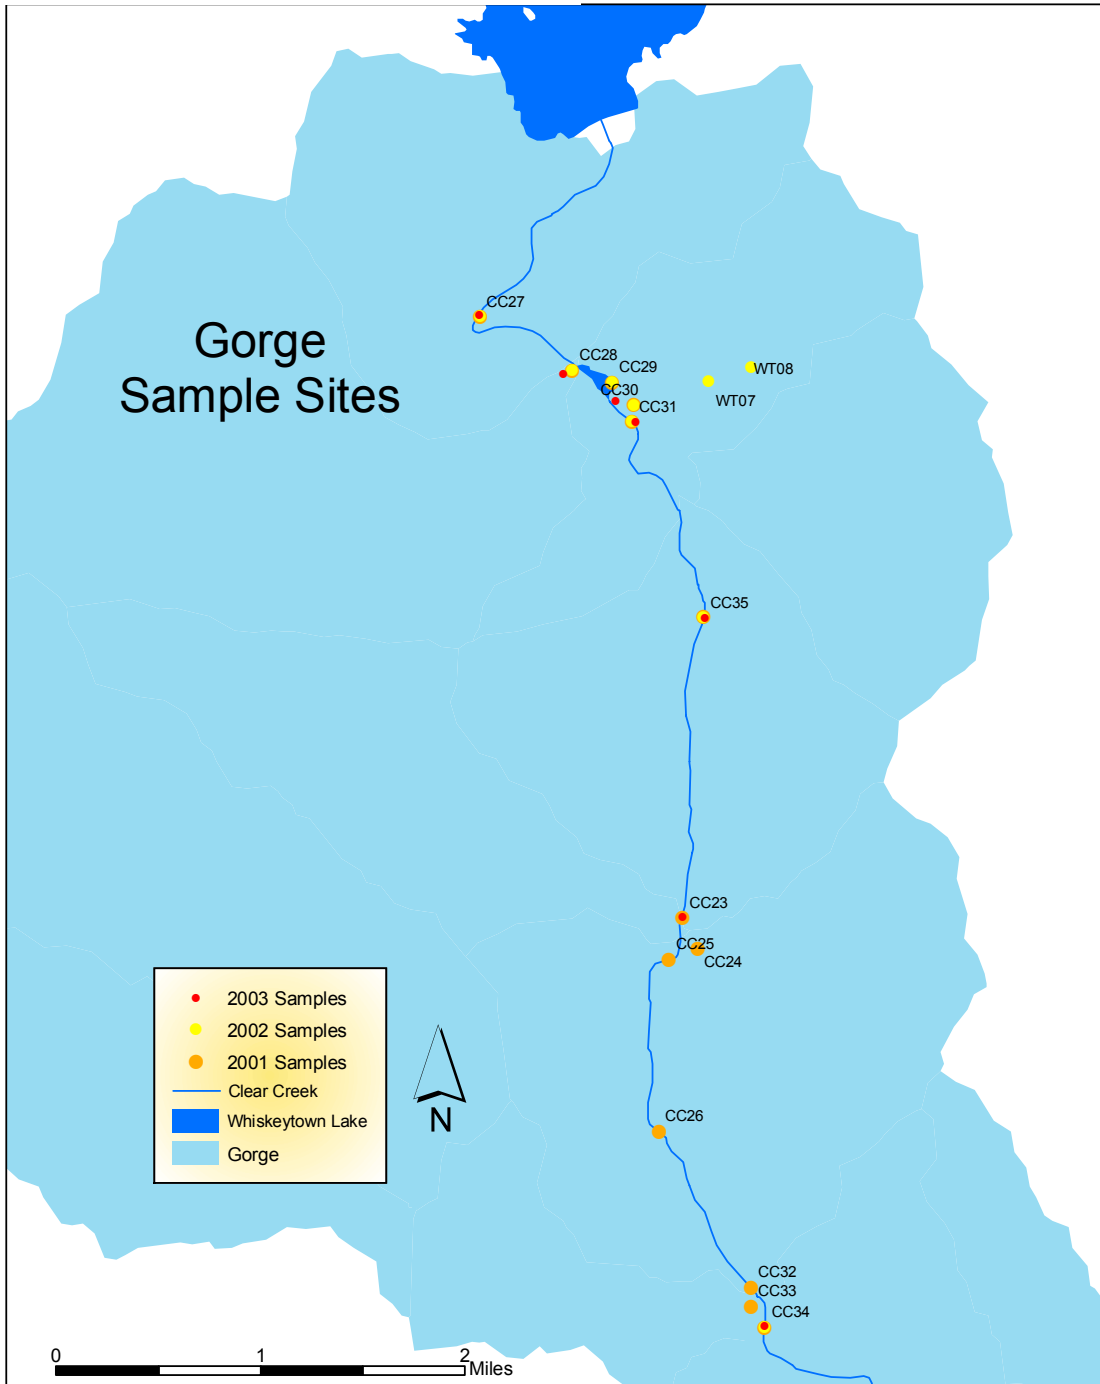 CC27
Gorge
Sample Sites
CC28
CC29
WT08
CC30
WT07
CC31
CC35
CC23
CC25
CC24
2003 Samples
2002 Samples
2001 Samples
Clear Creek
Whiskeytown Lake
Gorge
N
CC26
CC32
CC33
CC34
0 1 2
Miles